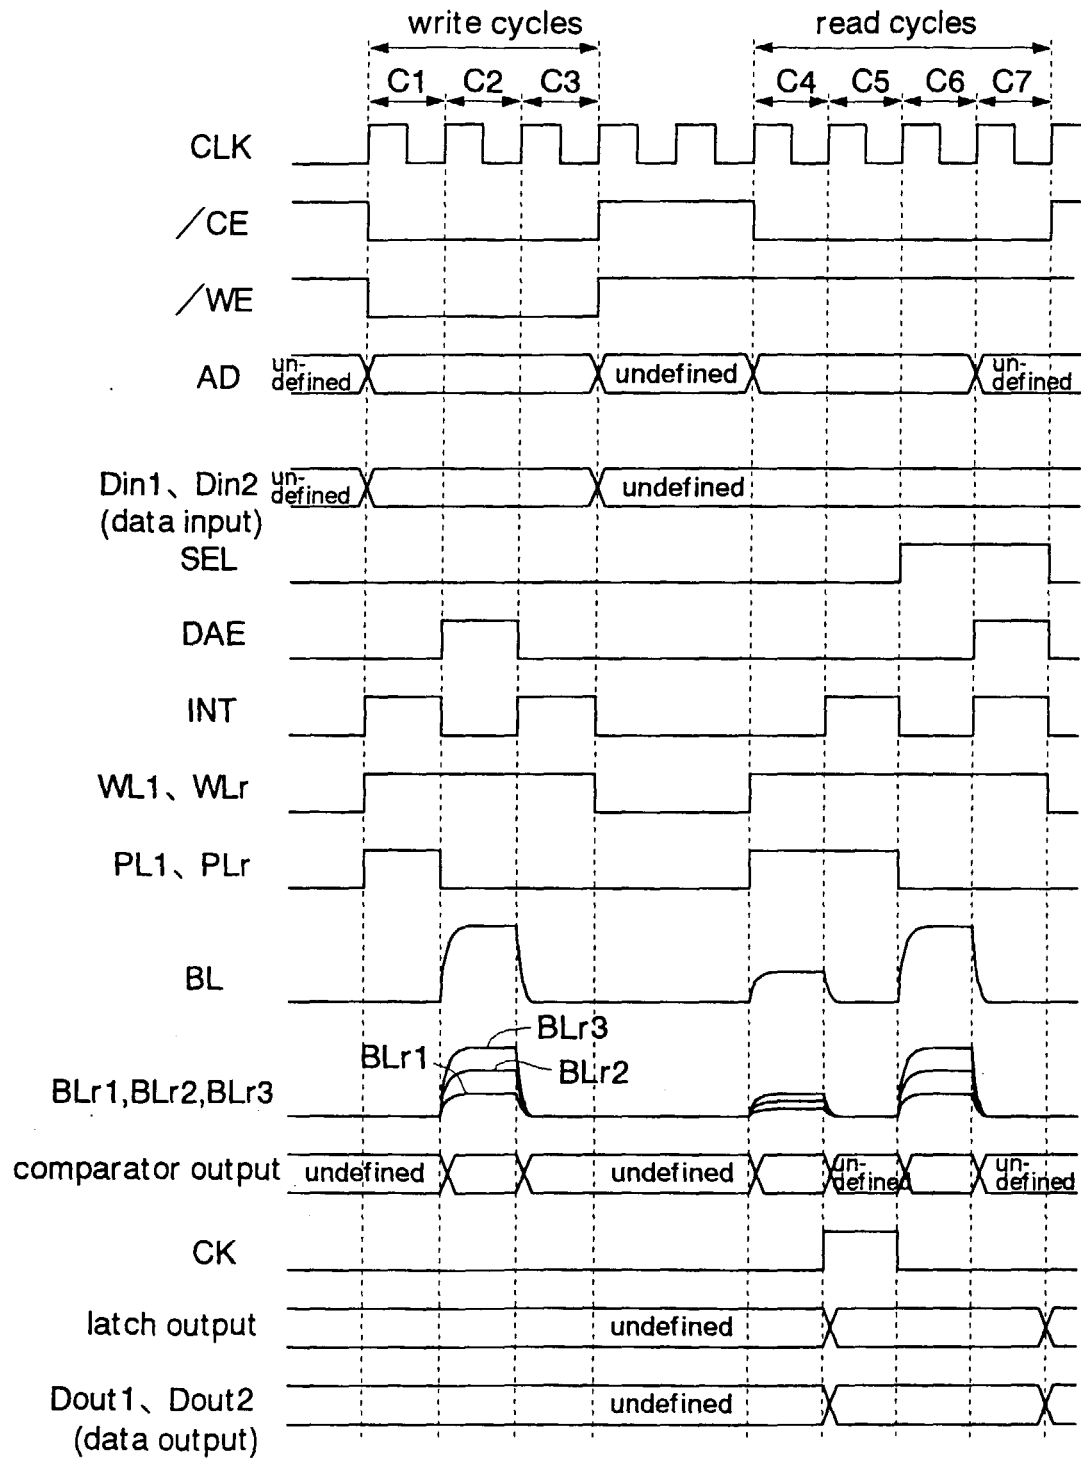 write cycles read cycles
C1 C2 C3 C4 C5 C6 C7
CLK
/CE
/WE
AD un-defined undefined un-defined
Din1、Din2 un-defined undefined
(data input)
SEL
DAE
INT
WL1、WLr
PL1、PLr
BL
BLr3
BLr1
BLr2
BLr1,BLr2,BLr3
comparator output undefined undefined un-defined un-defined
CK
latch output undefined
Dout1、Dout2 undefined
(data output)